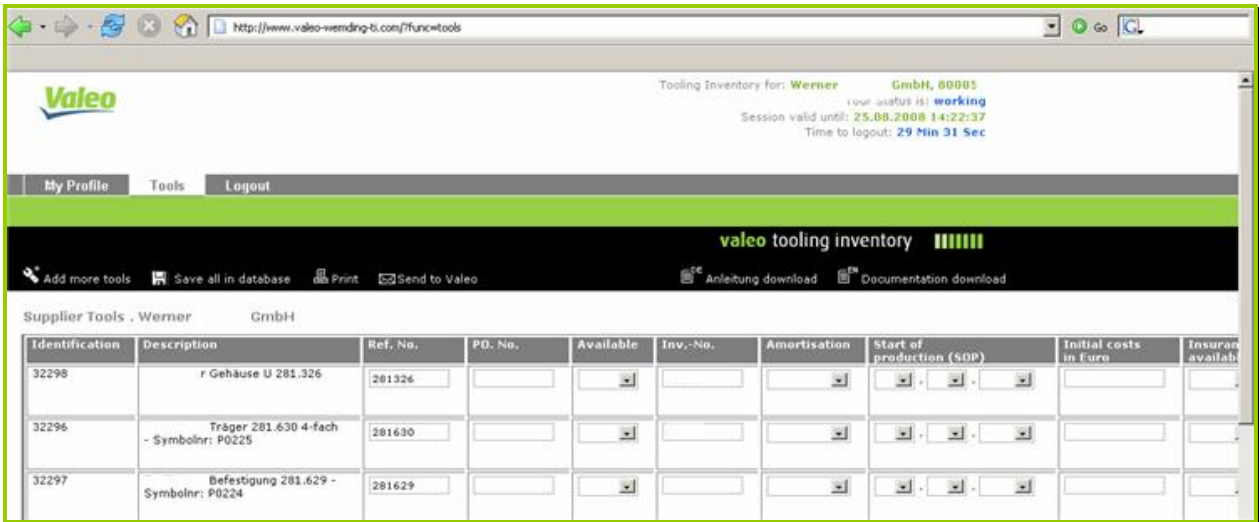 http://www.valeo-wemding-ti.com/?func=tools
Go
G
Valeo
Tooling Inventory for: Werner GmbH, 80085
status is: working
Session valid until: 25.08.2008 14:22:37
Time to logout: 29 Min 31 Sec
My Profile Tools Logout
valeo tooling inventory
Add more tools Save all in database Print Send to Valeo DE Anleitung download EN Documentation download
Supplier Tools . Werner GmbH
Identification Description Ref. No. PO. No. Available Inv.-No. Amortisation Start of production (SOP) Initial costs in Euro Insuran availabl
32298 r Gehäuse U 281.326 281326
32296 Träger 281.630 4-fach 281630
- Symbolnr: P0225
32297 Befestigung 281.629 - 281629
Symbolnr: P0224